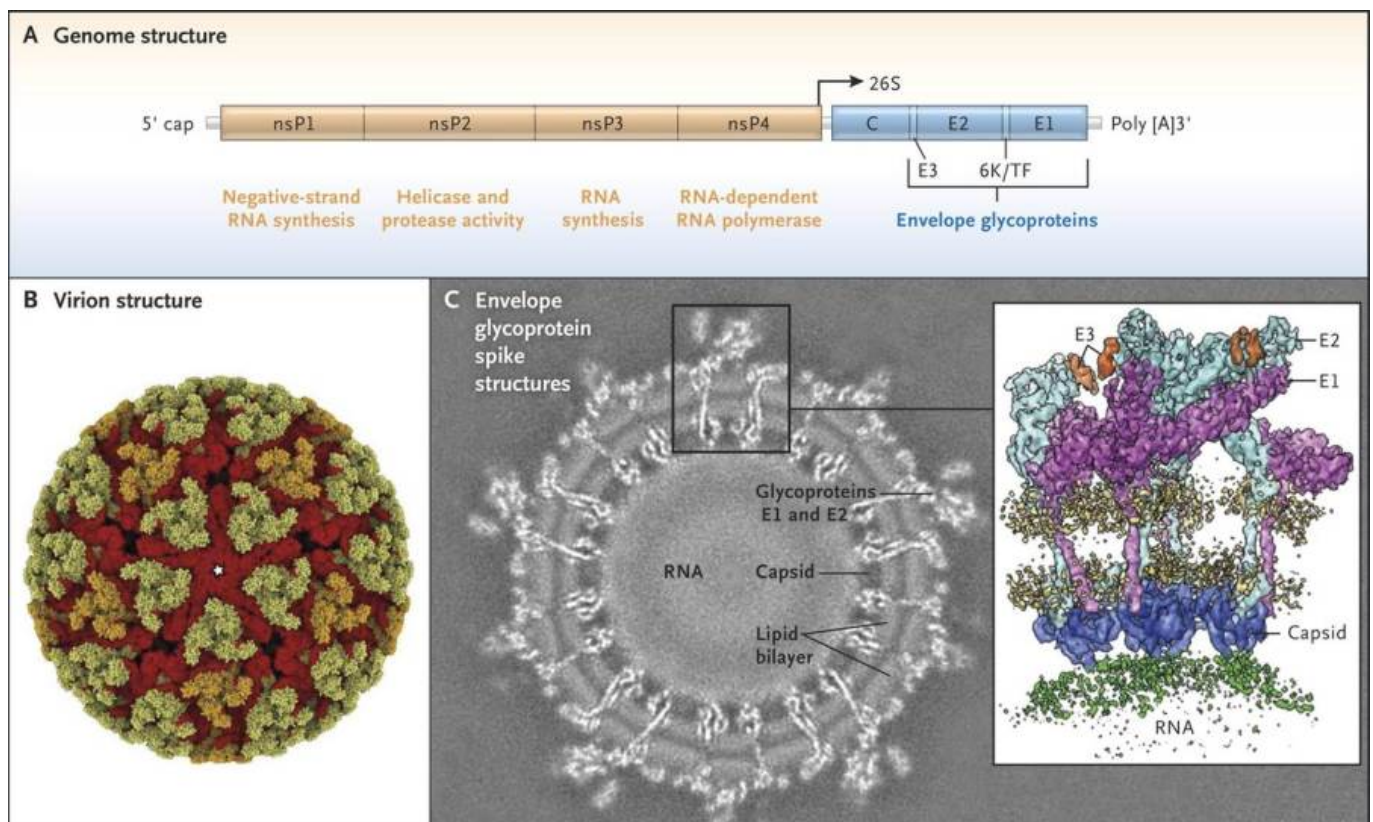 A Genome structure
26S
5' cap
nsP1
nsP2
nsP3
nsP4
C
E2
E1
Poly [A]3'
E3
6K/TF
Negative-strand
RNA synthesis
Helicase and
protease activity
RNA
synthesis
RNA-dependent
RNA polymerase
Envelope glycoproteins
B Virion structure
C Envelope
glycoprotein
spike
structures
Glycoproteins
E1 and E2
RNA
Capsid
Lipid
bilayer
E3
E2
E1
Capsid
RNA